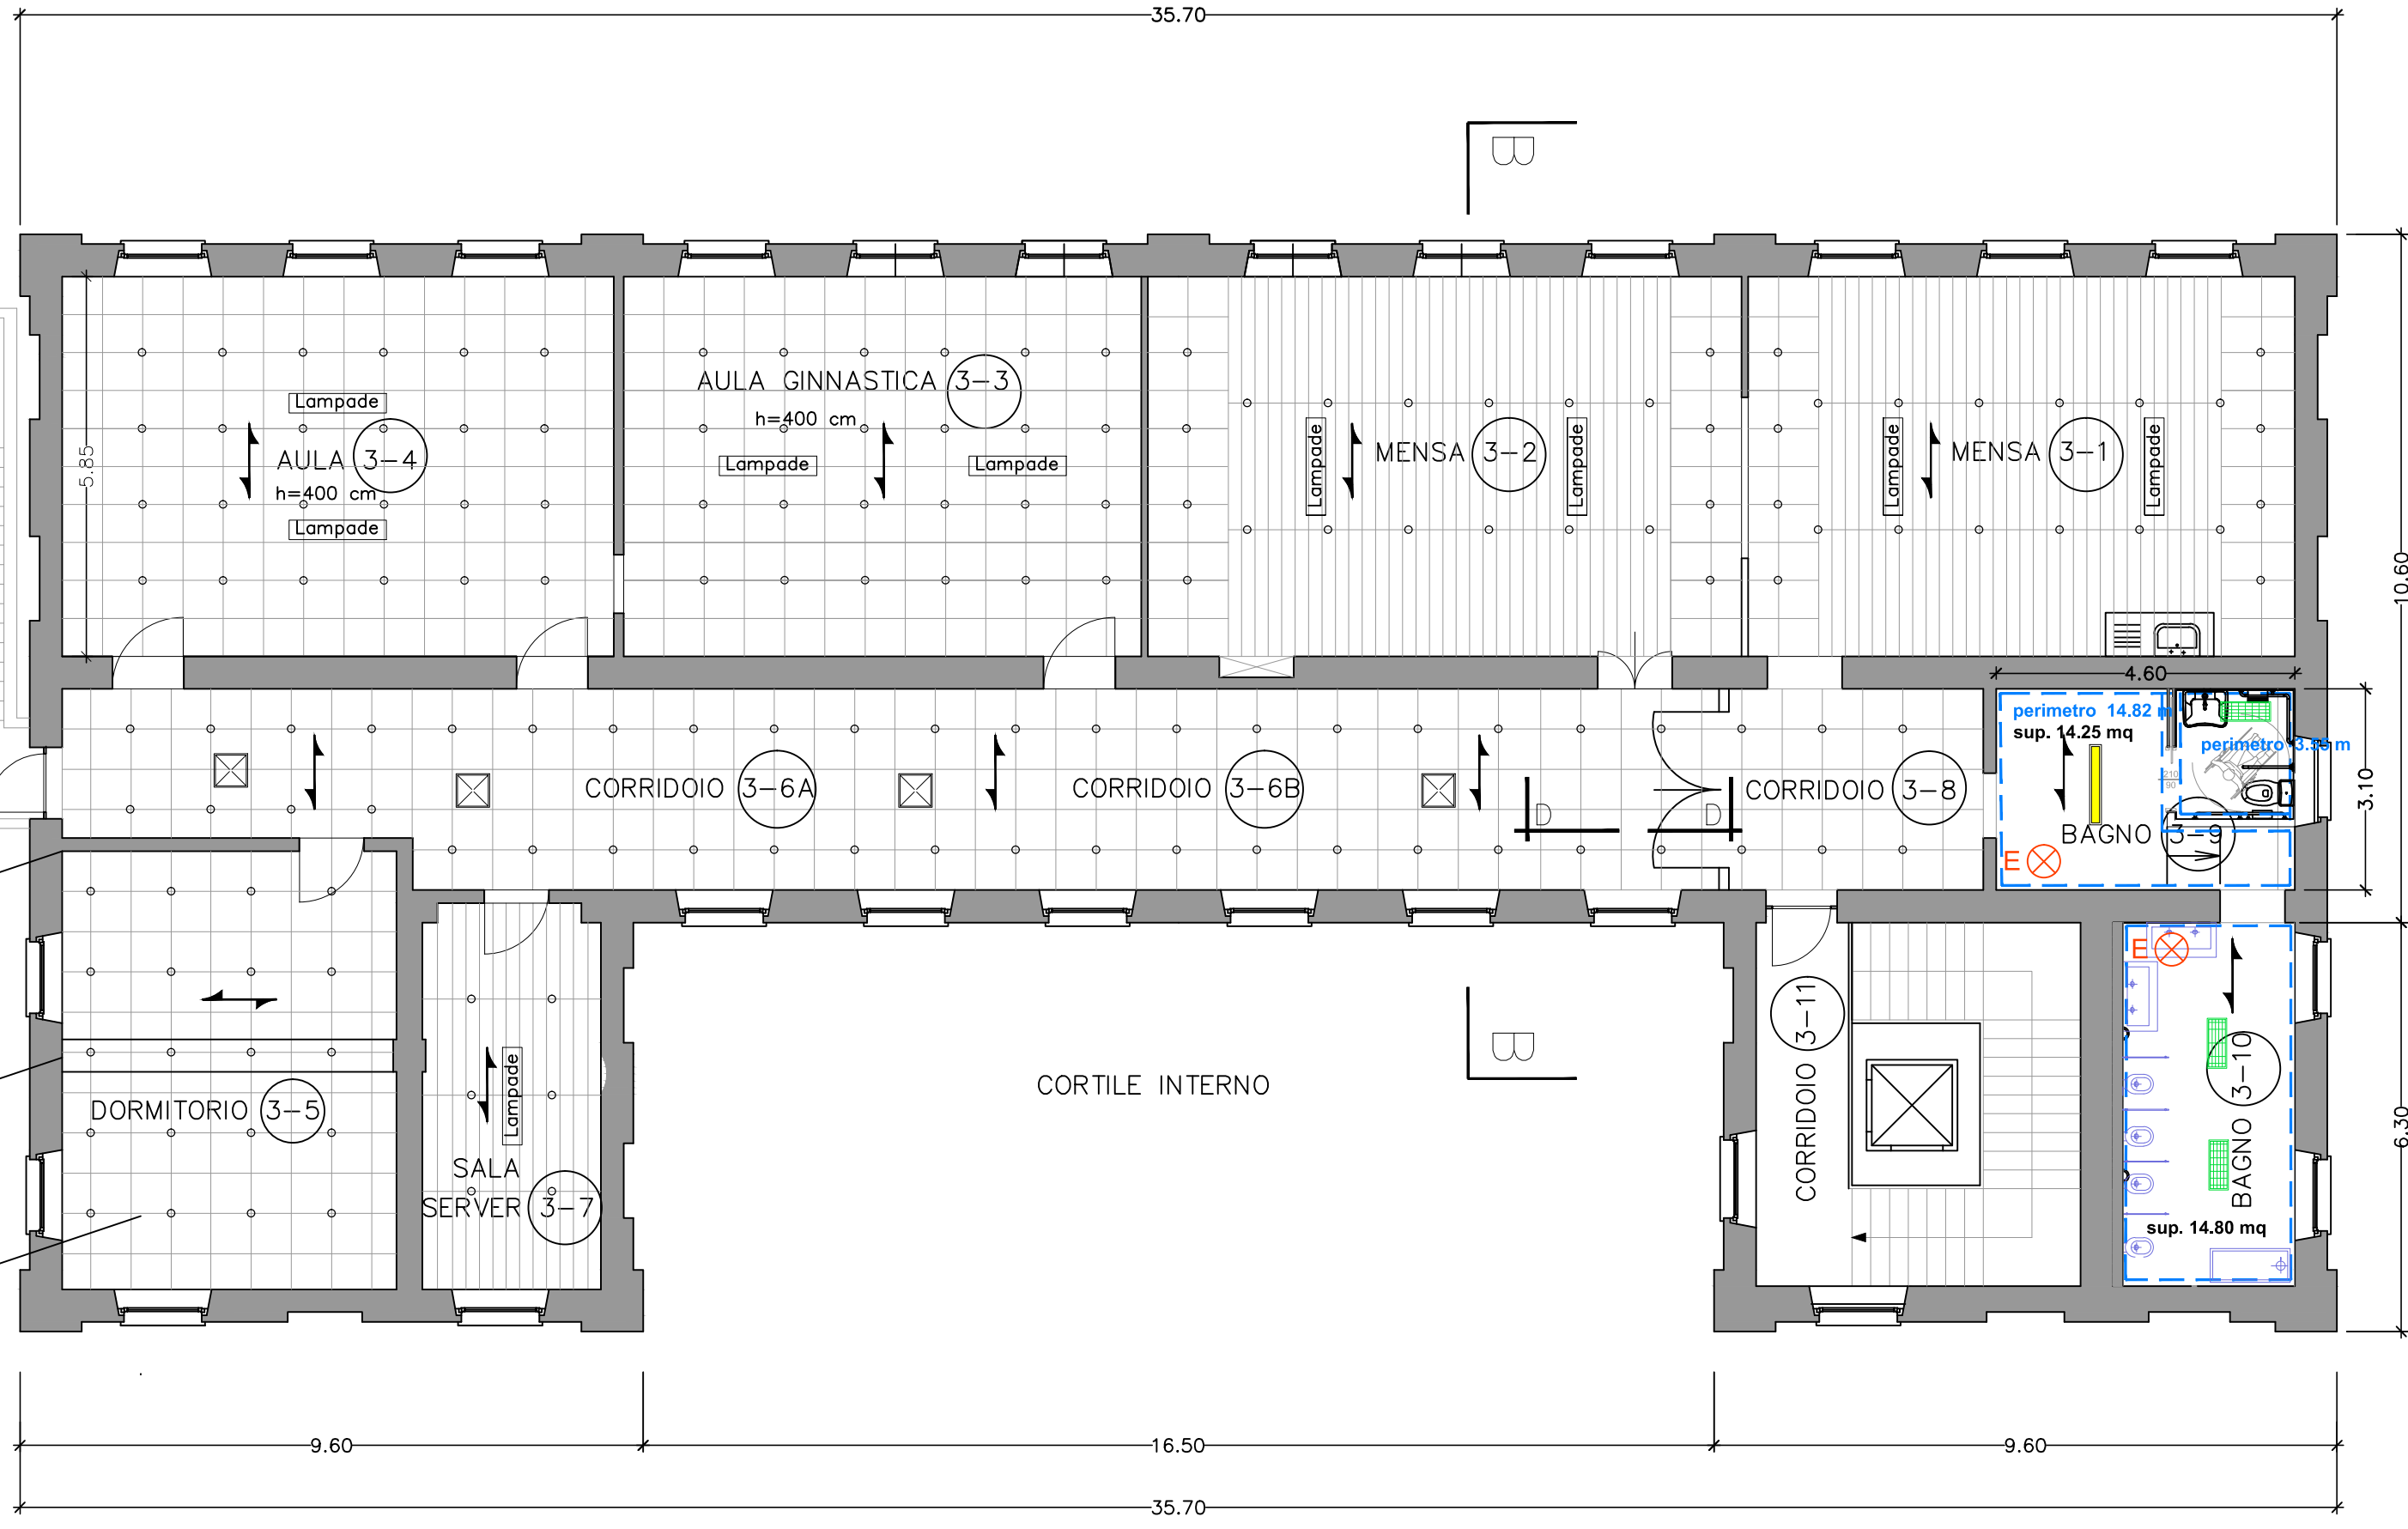 35.70
B
AULA GINNASTICA 3-3
h=400 cm
Lampade
Lampade
Lampade
AULA 3-4
h=400 cm
Lampade
5.85
Lampade
MENSA 3-2
Lampade
Lampade
MENSA 3-1
Lampade
10.60
4.60
perimetro 14.82 m
sup. 14.25 mq
perimetro 3.55 m
210
90
3.10
CORRIDOIO 3-6A
CORRIDOIO 3-6B
D
D
CORRIDOIO 3-8
BAGNO 3-9
E
E
B
CORTILE INTERNO
DORMITORIO 3-5
Lampade
SALA
SERVER 3-7
CORRIDOIO 3-11
BAGNO 3-10
sup. 14.80 mq
6.30
9.60
16.50
9.60
35.70